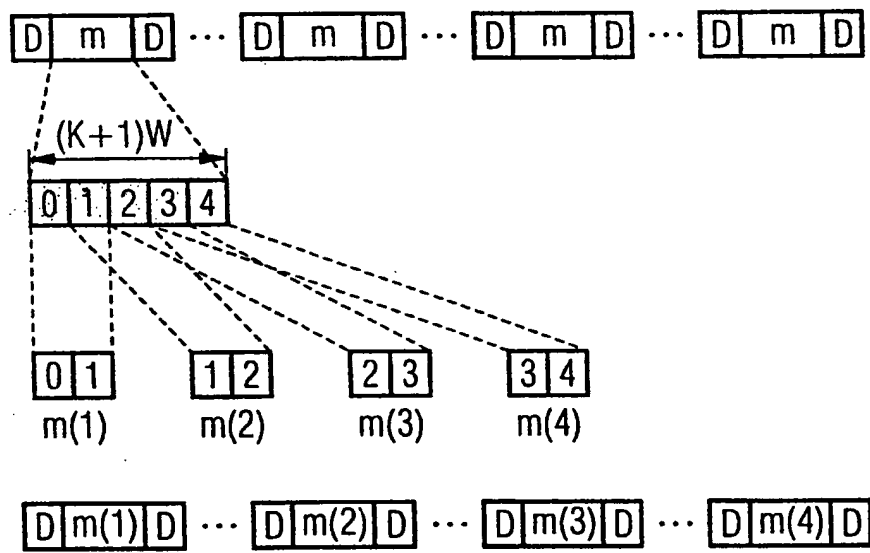 D m D ... D m D ... D m D ... D m D
(K+1)W
0 1 2 3 4
0 1 1 2 2 3 3 4
m(1) m(2) m(3) m(4)
D m(1) D ... D m(2) D ... D m(3) D ... D m(4) D